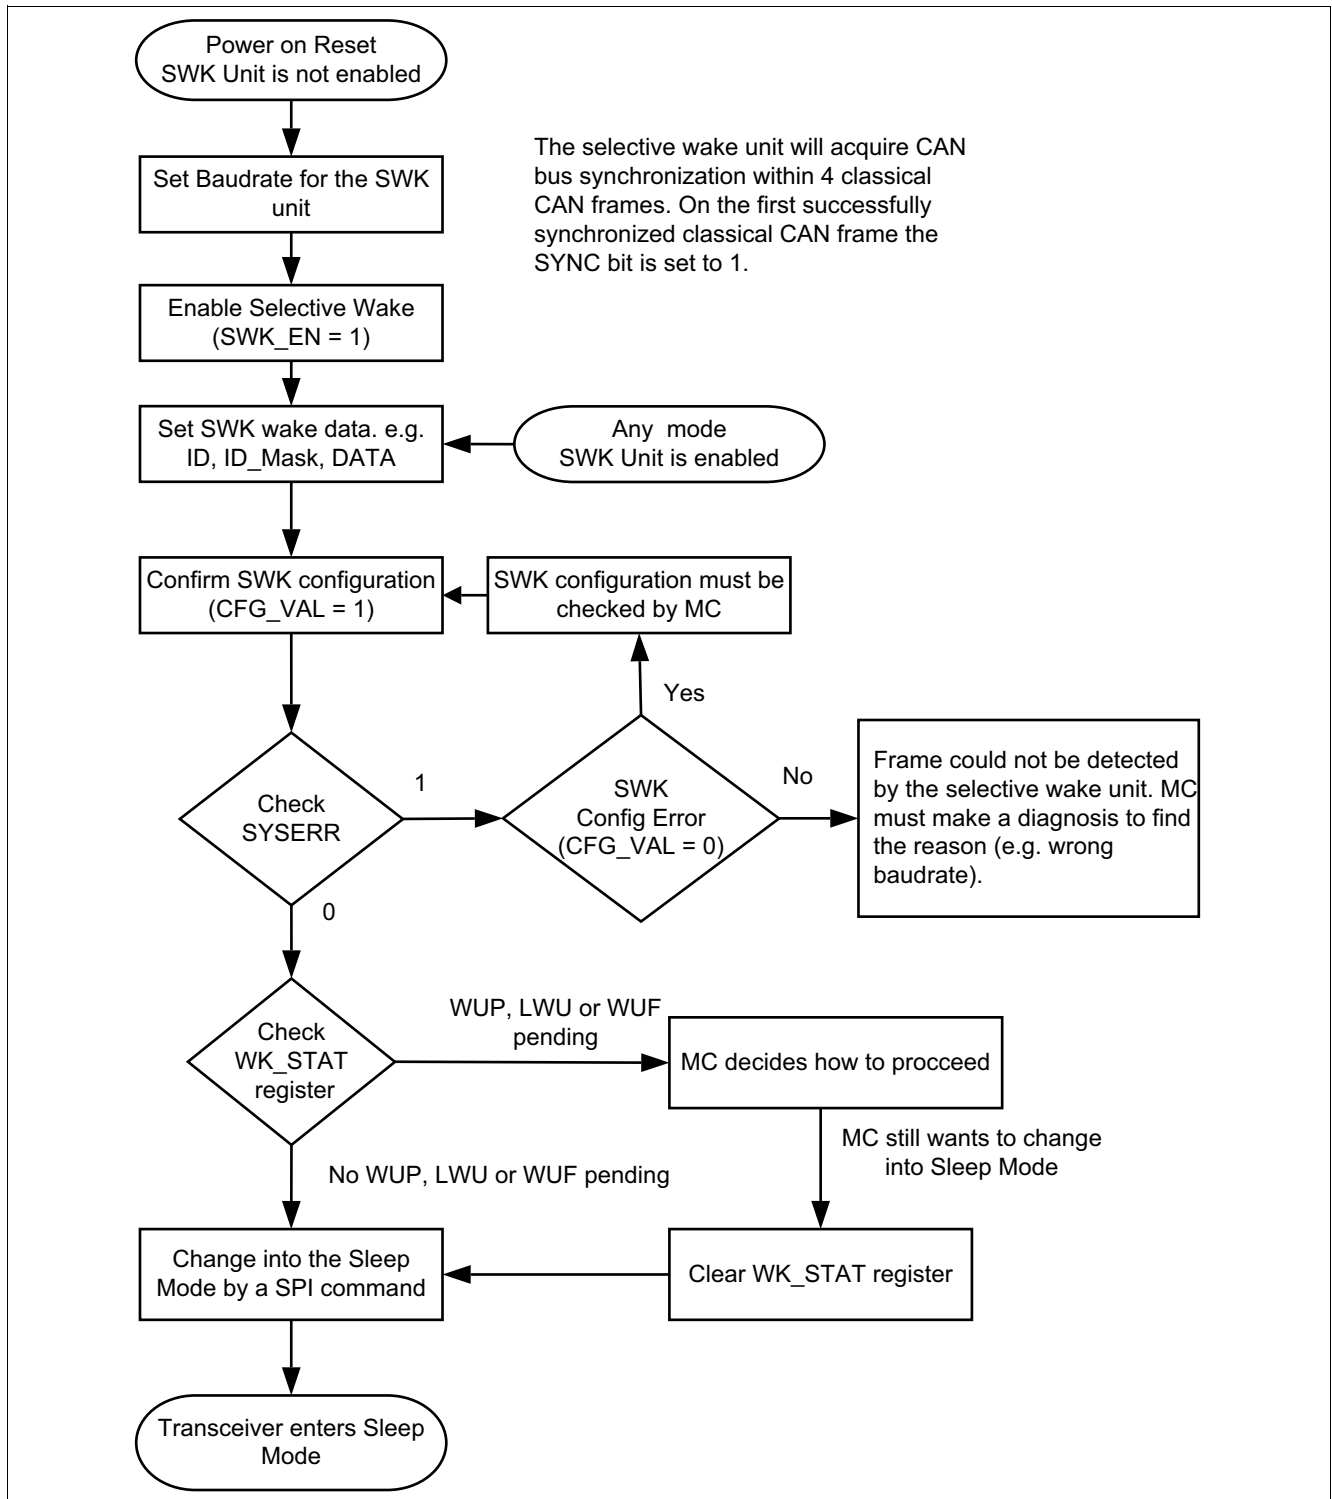 Power on Reset
SWK Unit is not enabled
The selective wake unit will acquire CAN
bus synchronization within 4 classical
CAN frames. On the first successfully
synchronized classical CAN frame the
SYNC bit is set to 1.
Set Baudrate for the SWK
unit
Enable Selective Wake
(SWK_EN = 1)
Set SWK wake data. e.g.
ID, ID_Mask, DATA
Any mode
SWK Unit is enabled
Confirm SWK configuration
(CFG_VAL = 1)
SWK configuration must be
checked by MC
Yes
Check
SYSERR
1
SWK
Config Error
(CFG_VAL = 0)
No
Frame could not be detected
by the selective wake unit. MC
must make a diagnosis to find
the reason (e.g. wrong
baudrate).
0
Check
WK_STAT
register
WUP, LWU or WUF
pending
MC decides how to procceed
MC still wants to change
into Sleep Mode
No WUP, LWU or WUF pending
Change into the Sleep
Mode by a SPI command
Clear WK_STAT register
Transceiver enters Sleep
Mode